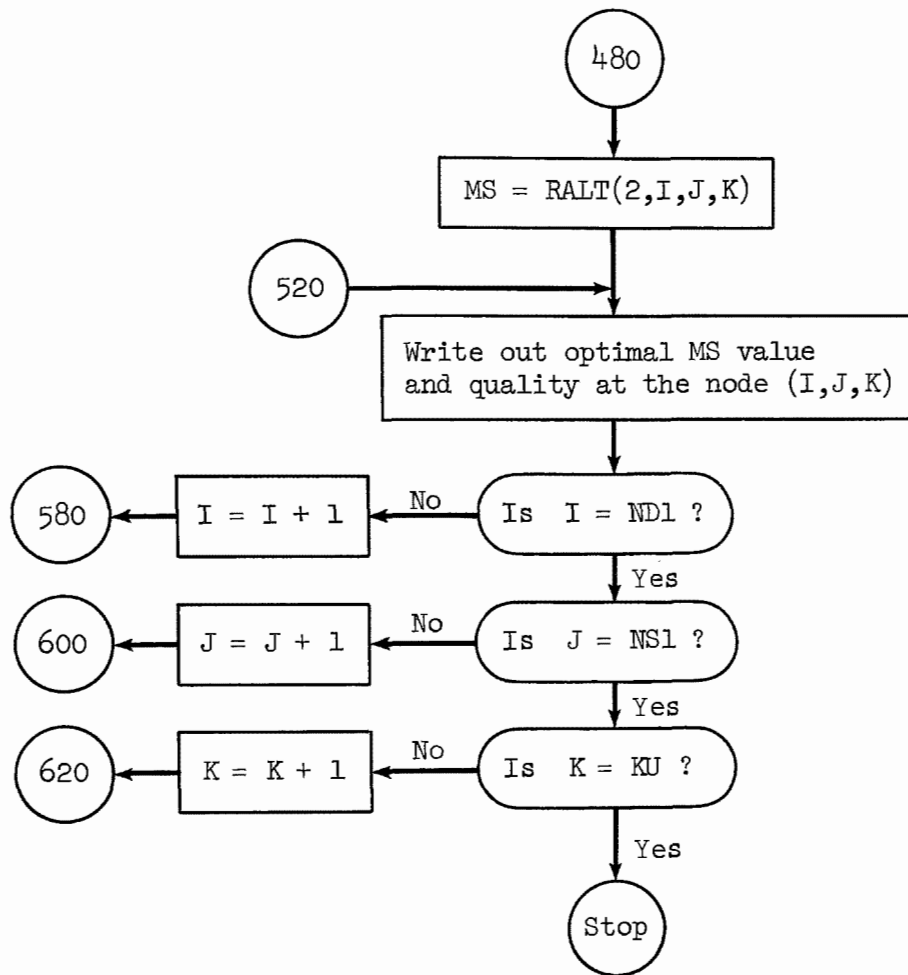 480
MS = RALT(2,I,J,K)
520
Write out optimal MS value
and quality at the node (I,J,K)
580
I = I + 1
No
Is I = ND1 ?
Yes
600
J = J + 1
No
Is J = NS1 ?
Yes
620
K = K + 1
No
Is K = KU ?
Yes
Stop